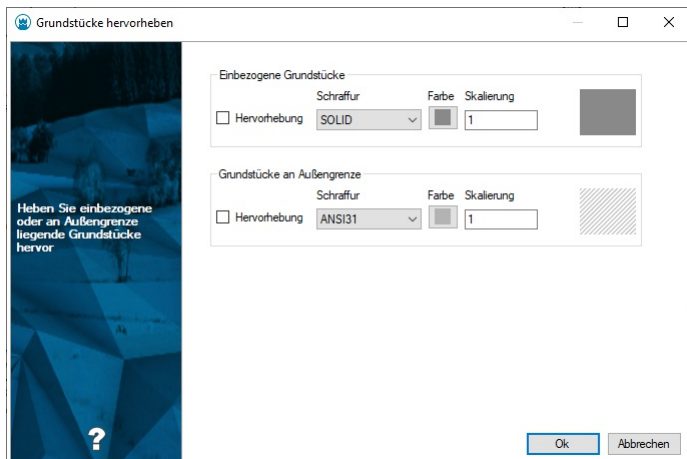 Grundstücke hervorheben
Heben Sie einbezogene
oder an Außengrenze
liegende Grundstücke
hervor
?
Einbezogene Grundstücke
Schraffur Farbe Skalierung
Hervorhebung SOLID 1
Grundstücke an Außengrenze
Schraffur Farbe Skalierung
Hervorhebung ANSI31 1
Ok Abbrechen